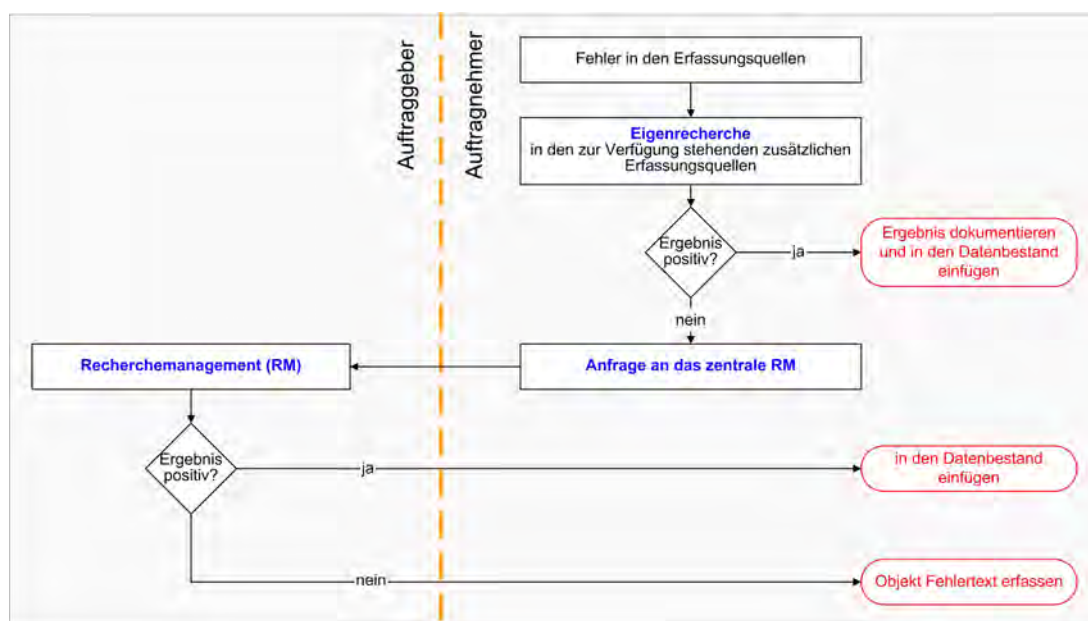 Auftraggeber
Auftragnehmer
Fehler in den Erfassungsquellen
Eigenrecherche
in den zur Verfügung stehenden zusätzlichen
Erfassungsquellen
Ergebnis
positiv?
ja
Ergebnis dokumentieren
und in den Datenbestand
einfügen
nein
Recherchemanagement (RM)
Anfrage an das zentrale RM
Ergebnis
positiv?
ja
in den Datenbestand
einfügen
nein
Objekt Fehlertext erfassen